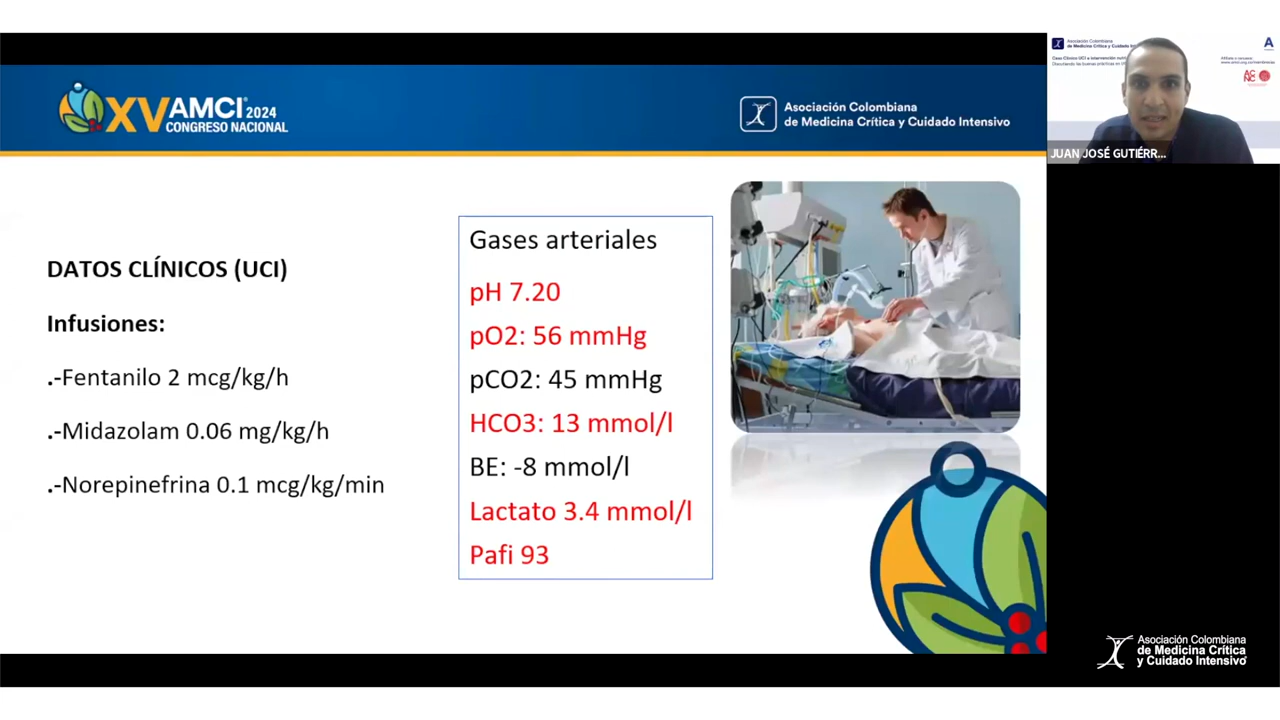 XV AMCI 2024
CONGRESO NACIONAL
Asociación Colombiana
de Medicina Crítica y Cuidado Intensivo
DATOS CLÍNICOS (UCI)
Infusiones:
.-Fentanilo 2 mcg/kg/h
.-Midazolam 0.06 mg/kg/h
.-Norepinefrina 0.1 mcg/kg/min
Gases arteriales
pH 7.20
pO2: 56 mmHg
pCO2: 45 mmHg
HCO3: 13 mmol/l
BE: -8 mmol/l
Lactato 3.4 mmol/l
Pafi 93
Asociación Colombiana
JUAN JOSÉ GUTIÉRR...
Asociación Colombiana
de Medicina Crítica
y Cuidado Intensivo